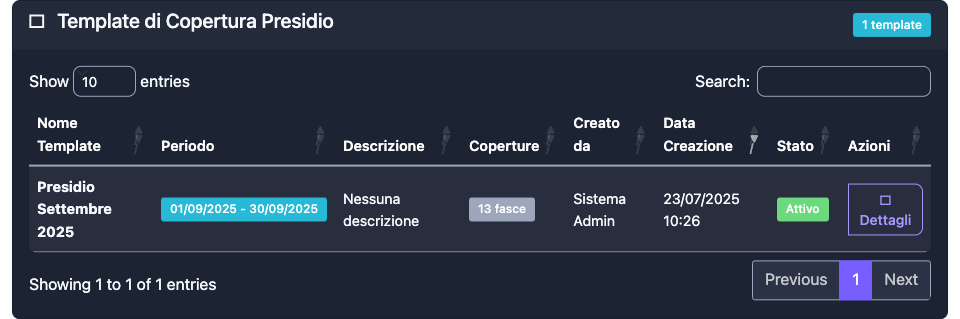 Template di Copertura Presidio
1 template
Show 10 entries
Search:
Nome Template Periodo Descrizione Coperture Creato da Data Creazione Stato Azioni
Presidio Settembre 2025 01/09/2025 - 30/09/2025 Nessuna descrizione 13 fasce Sistema Admin 23/07/2025 10:26 Attivo Dettagli
Showing 1 to 1 of 1 entries
Previous 1 Next